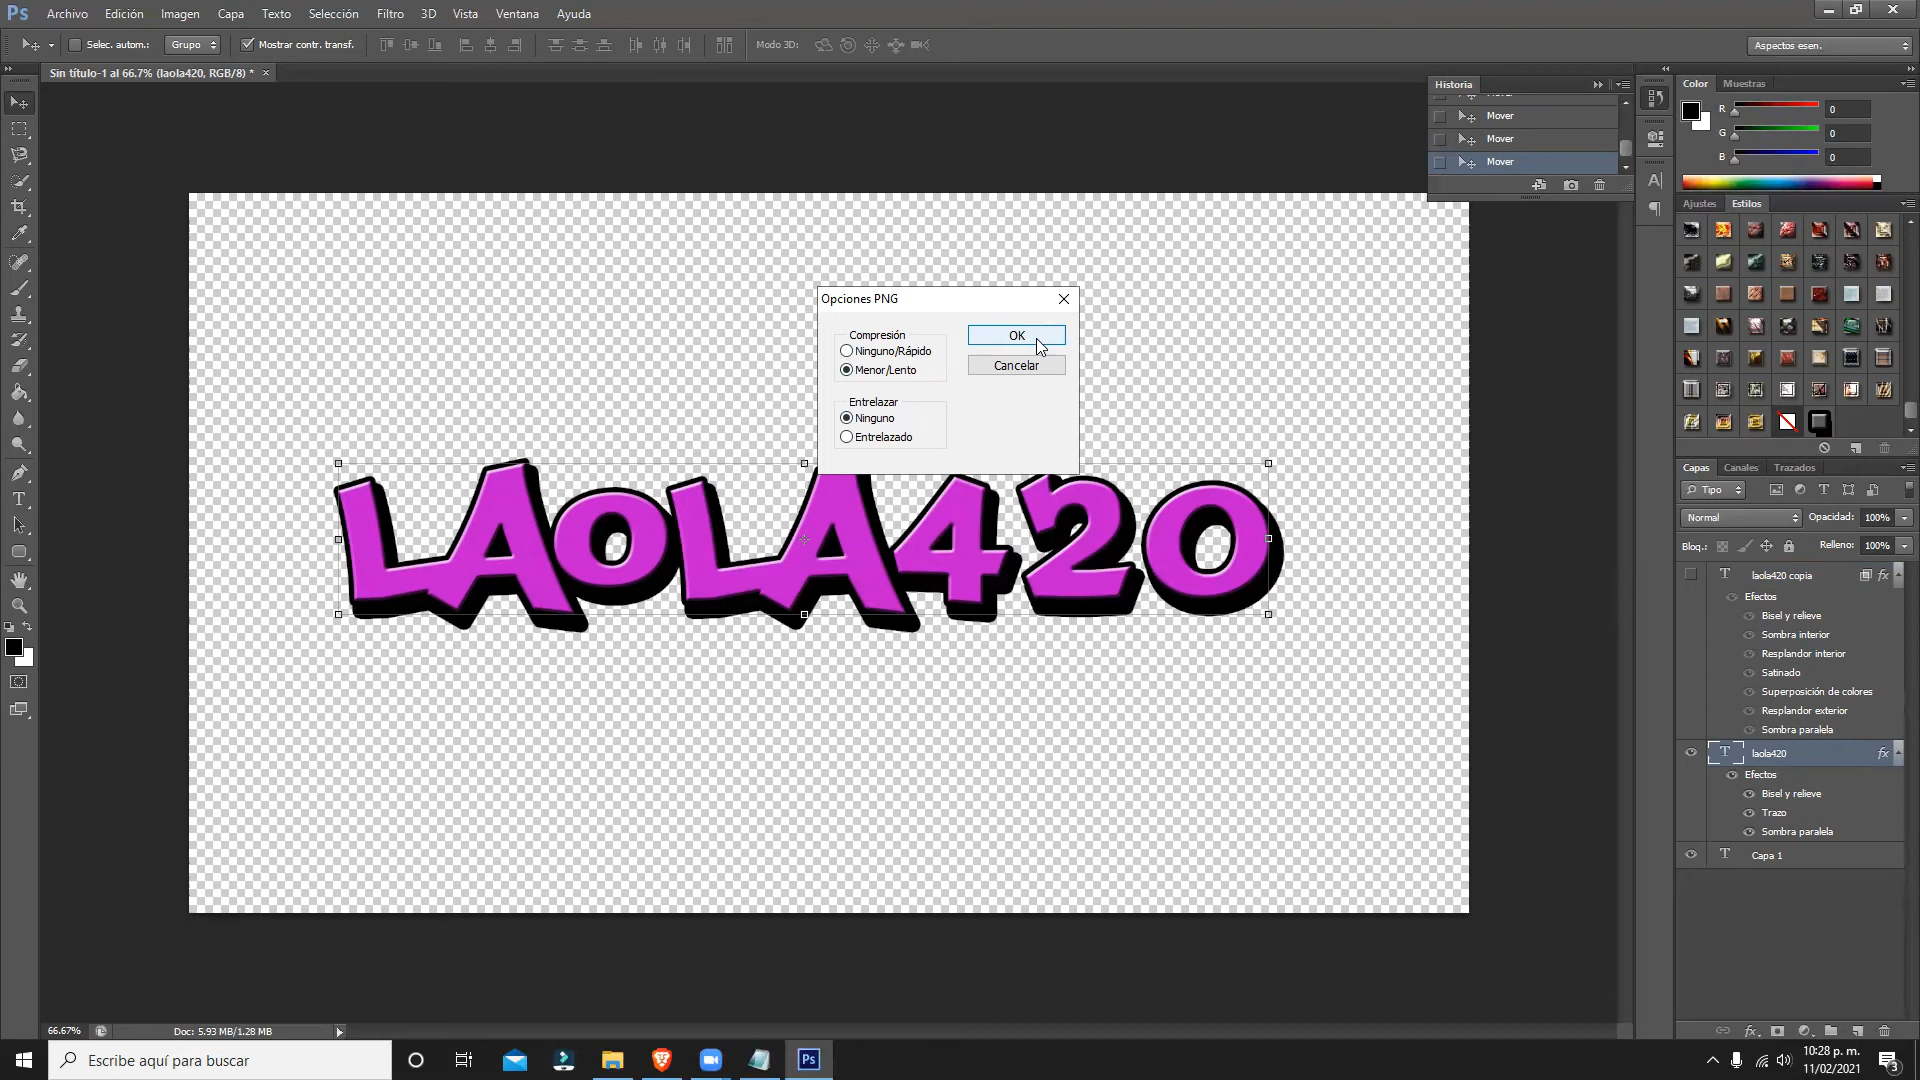 Ps Archivo Edición Imagen Capa Texto Selección Filtro 3D Vista Ventana Ayuda
Selec. autom.: Grupo Mostrar contr. transf. Modo 3D: Aspectos esen.
Sin título-1 al 66.7% (laola420, RGB/8) * ×
Historia
Mover
Mover
Mover
Color Muestras
R 0
G 0
B 0
Ajustes Estilos
Opciones PNG
Compresión
Ninguno/Rápido
Menor/Lento
OK
Cancelar
Entrelazar
Ninguno
Entrelazado
LAOLA420
Capas Canales Trazados
Tipo
Normal Opacidad: 100%
Bloq.: Relleno: 100%
laola420 copia fx
Efectos
Bisel y relieve
Sombra interior
Resplandor interior
Satinado
Superposición de colores
Resplandor exterior
Sombra paralela
laola420 fx
Efectos
Bisel y relieve
Trazo
Sombra paralela
Capa 1
66.67% Doc: 5.93 MB/1.28 MB
Escribe aquí para buscar
Ps
10:28 p. m.
11/02/2021
3